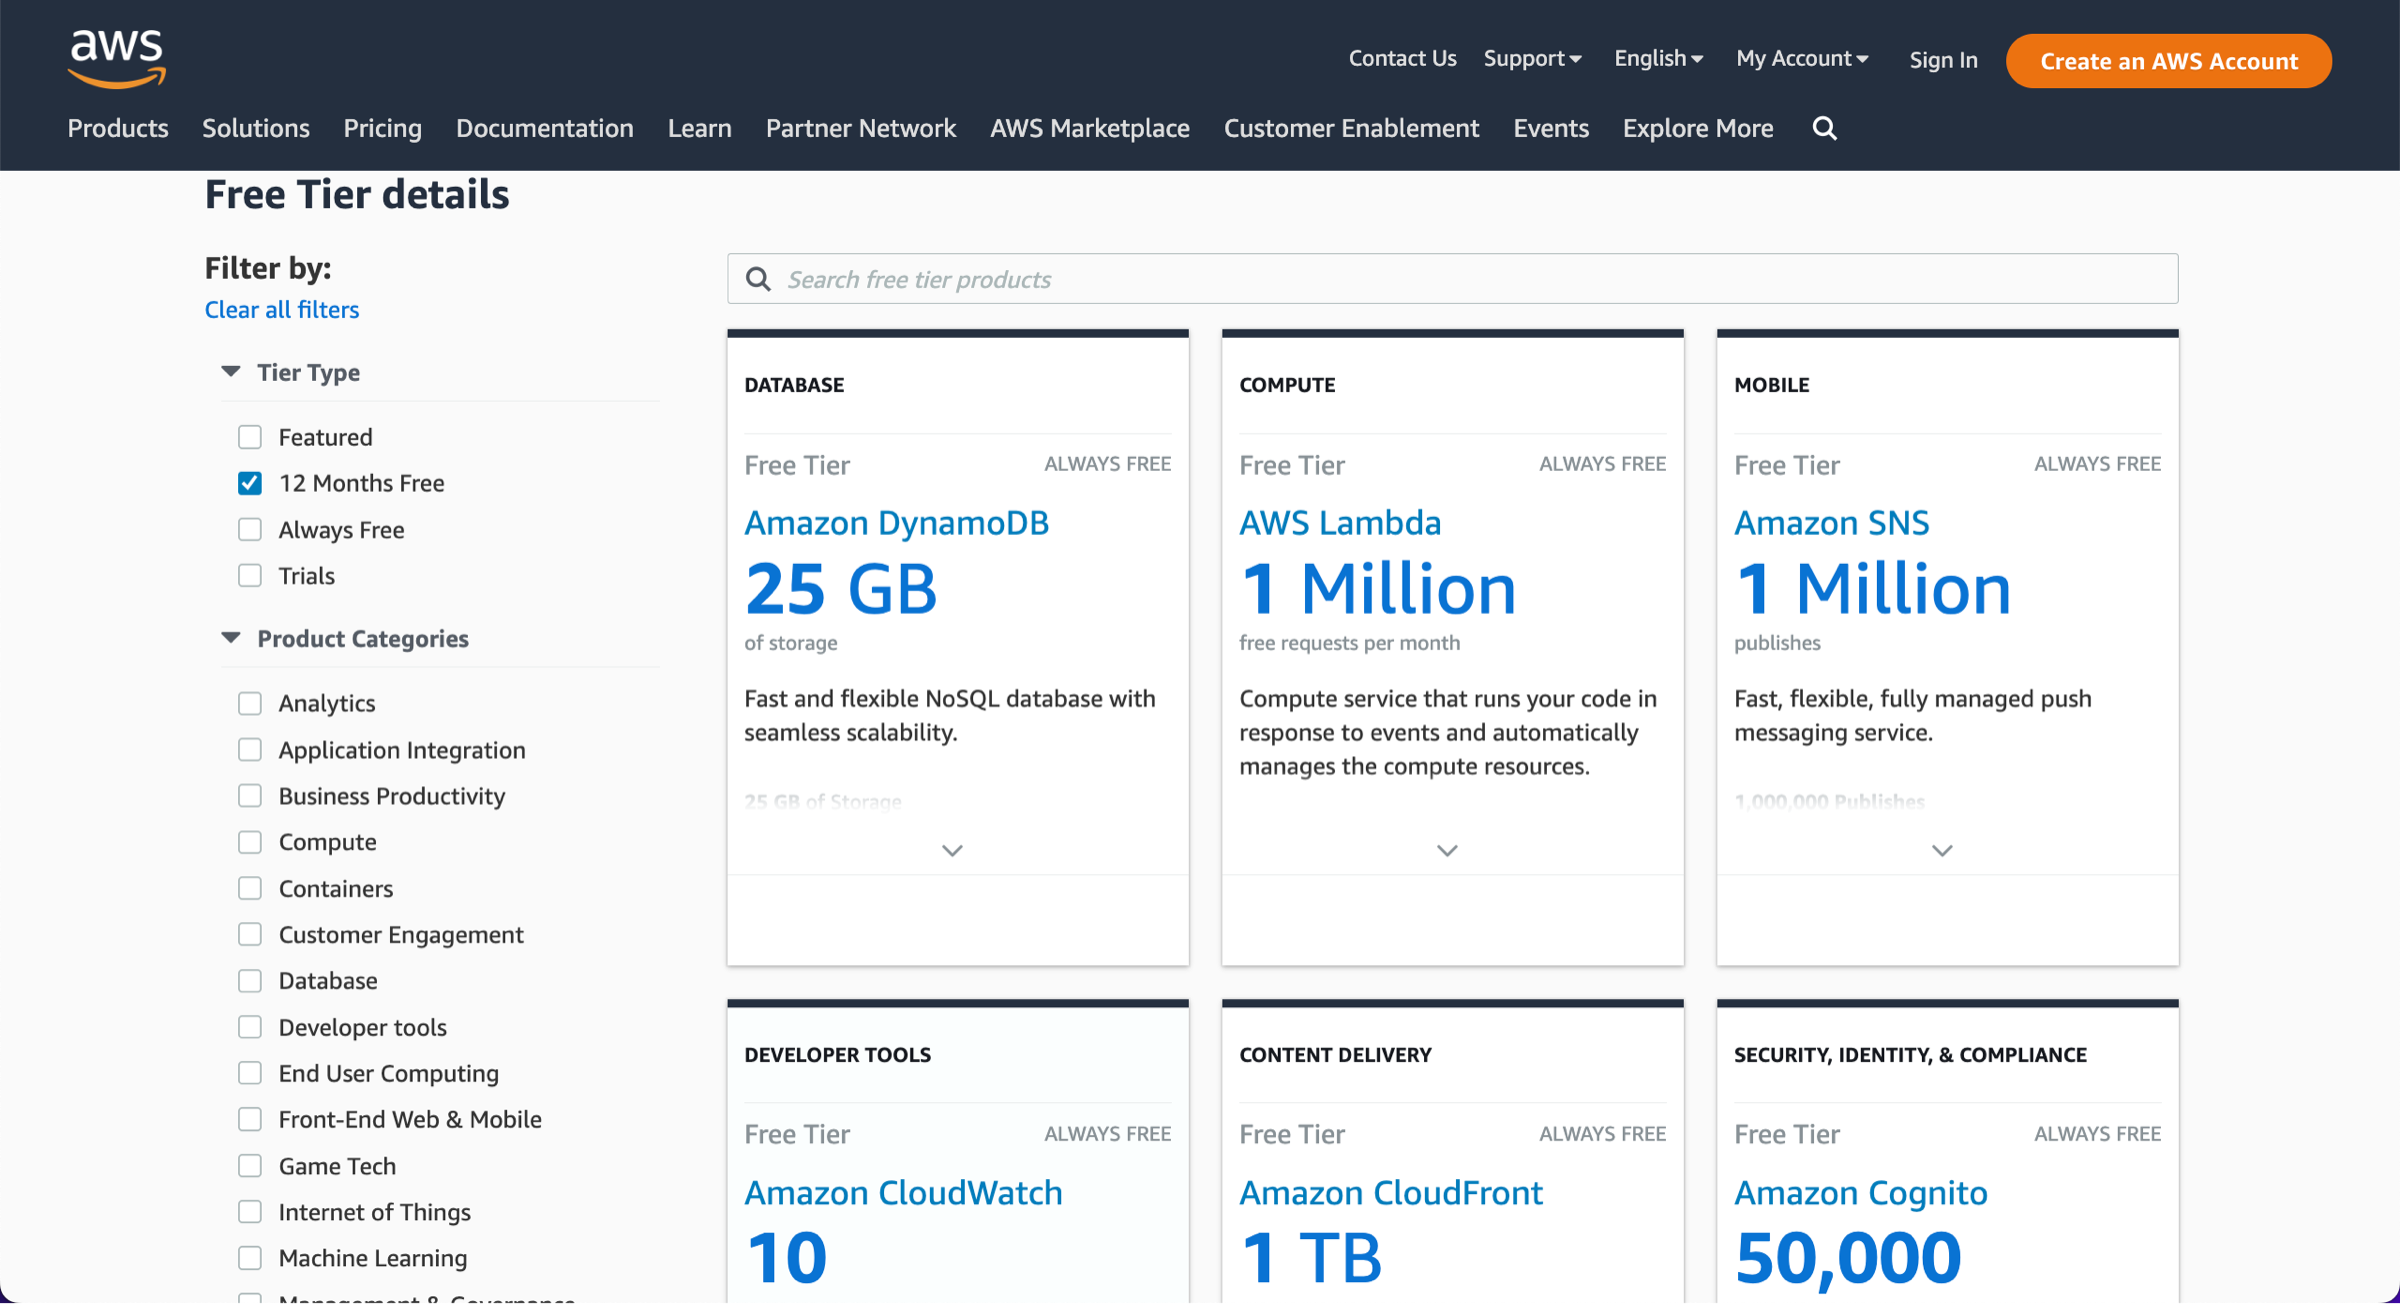 aws
Contact Us Support English My Account Sign In Create an AWS Account
Products Solutions Pricing Documentation Learn Partner Network AWS Marketplace Customer Enablement Events Explore More
Free Tier details
Filter by:
Clear all filters
Tier Type
Featured
12 Months Free
Always Free
Trials
Product Categories
Analytics
Application Integration
Business Productivity
Compute
Containers
Customer Engagement
Database
Developer tools
End User Computing
Front-End Web & Mobile
Game Tech
Internet of Things
Machine Learning
Management & Governance
Search free tier products
DATABASE
Free Tier ALWAYS FREE
Amazon DynamoDB
25 GB
of storage
Fast and flexible NoSQL database with
seamless scalability.
25 GB of Storage
COMPUTE
Free Tier ALWAYS FREE
AWS Lambda
1 Million
free requests per month
Compute service that runs your code in
response to events and automatically
manages the compute resources.
MOBILE
Free Tier ALWAYS FREE
Amazon SNS
1 Million
publishes
Fast, flexible, fully managed push
messaging service.
1,000,000 Publishes
DEVELOPER TOOLS
Free Tier ALWAYS FREE
Amazon CloudWatch
10
CONTENT DELIVERY
Free Tier ALWAYS FREE
Amazon CloudFront
1 TB
SECURITY, IDENTITY, & COMPLIANCE
Free Tier ALWAYS FREE
Amazon Cognito
50,000